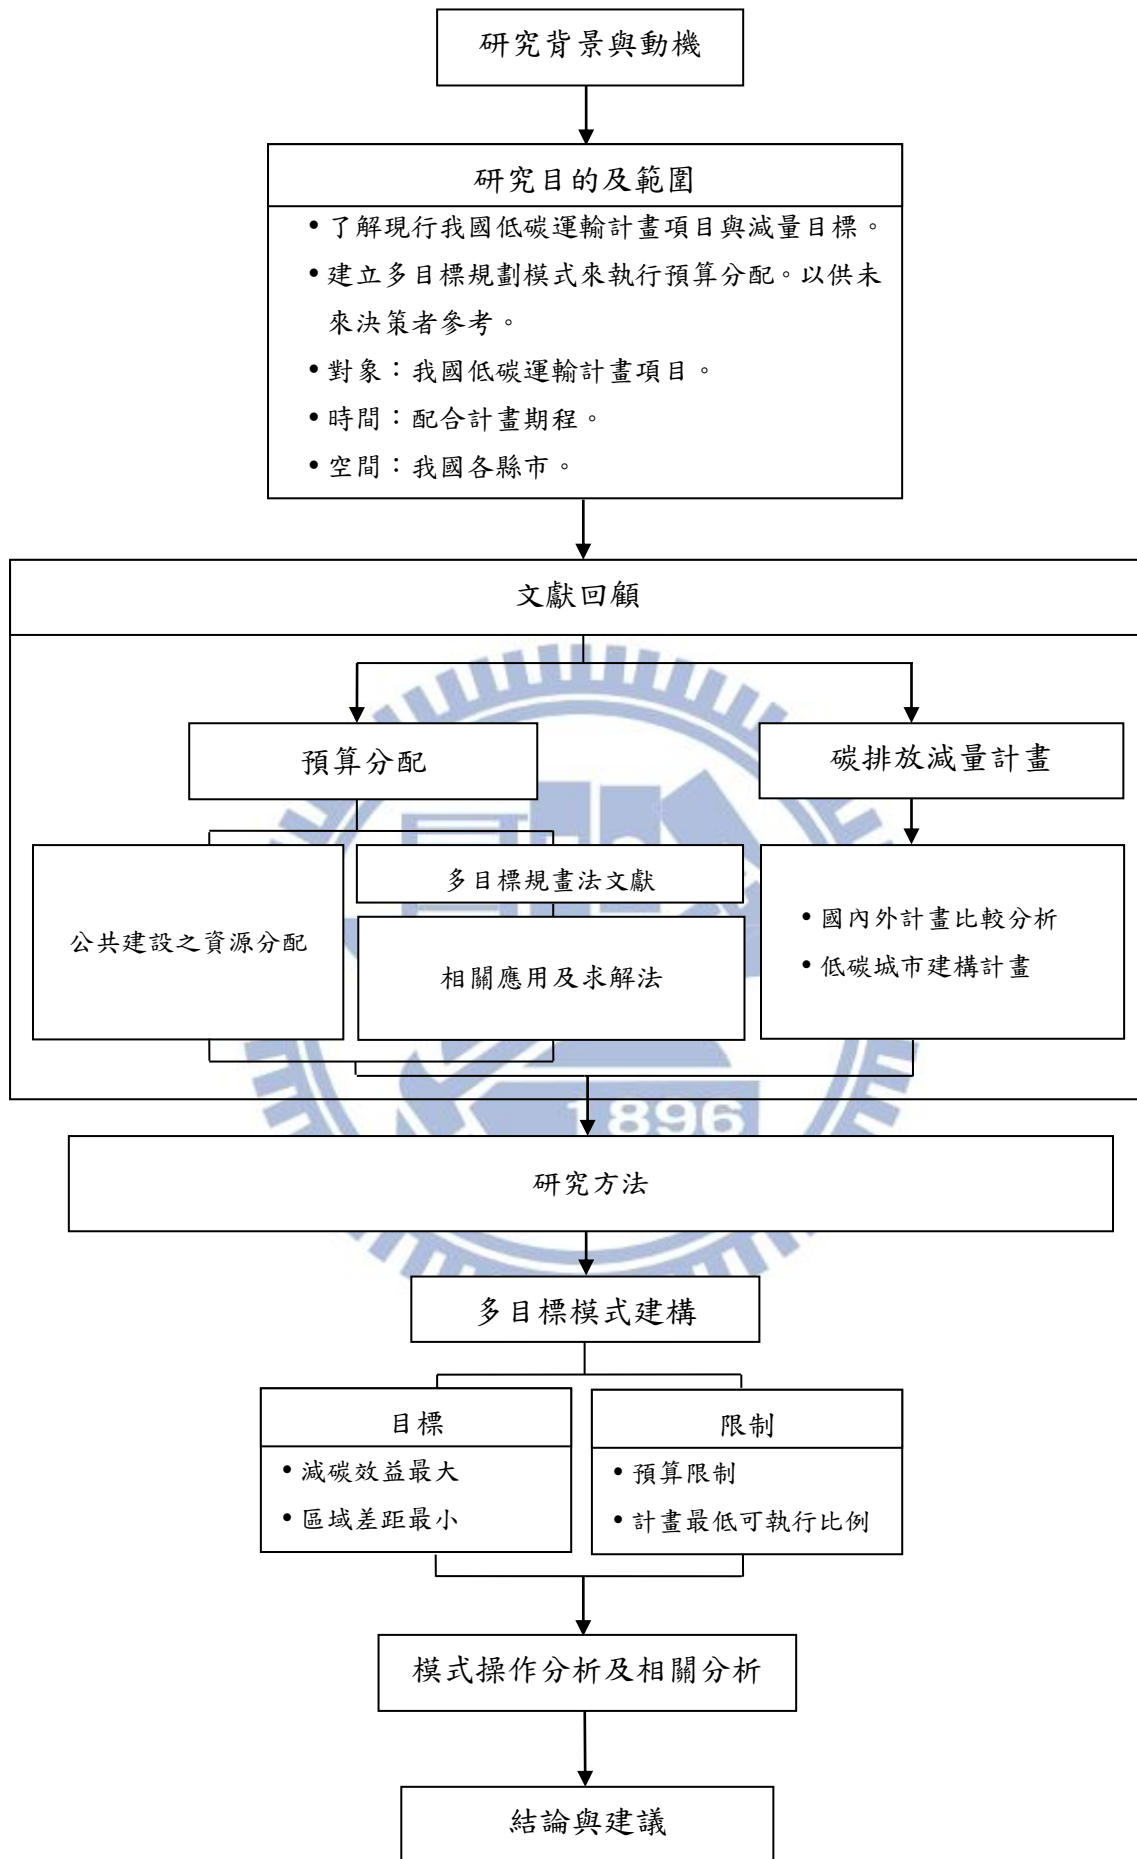 研究背景與動機
研究目的及範圍
• 了解現行我國低碳運輸計畫項目與減量目標。
• 建立多目標規劃模式來執行預算分配。以供未
來決策者參考。
• 對象：我國低碳運輸計畫項目。
• 時間：配合計畫期程。
• 空間：我國各縣市。
文獻回顧
預算分配
碳排放減量計畫
公共建設之資源分配
多目標規畫法文獻
相關應用及求解法
• 國內外計畫比較分析
• 低碳城市建構計畫
1896
研究方法
多目標模式建構
目標
• 減碳效益最大
• 區域差距最小
限制
• 預算限制
• 計畫最低可執行比例
模式操作分析及相關分析
結論與建議